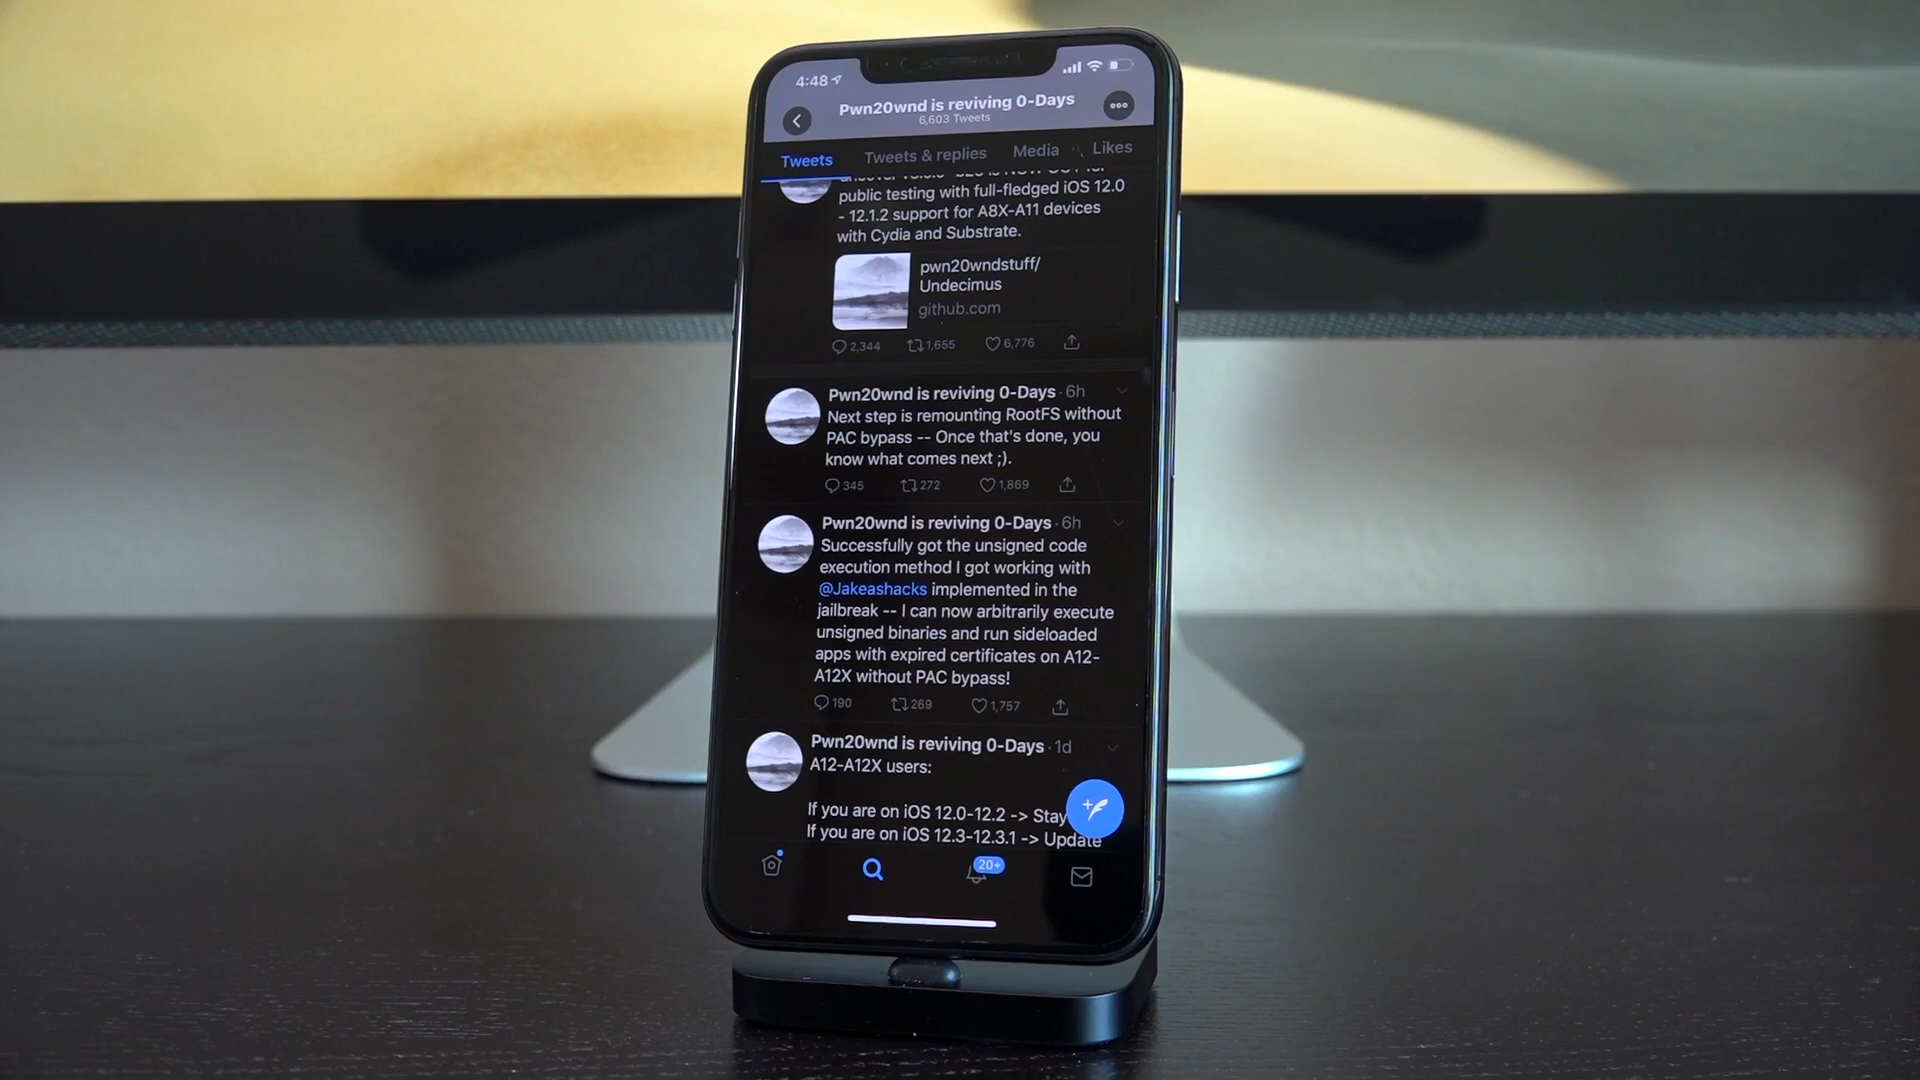 4:48
Pwn20wnd is reviving 0-Days
6,603 Tweets
Tweets Tweets & replies Media Likes
public testing with full-fledged iOS 12.0
- 12.1.2 support for A8X-A11 devices
with Cydia and Substrate.
pwn20wndstuff/
Undecimus
github.com
2,344 1,655 6,776
Pwn20wnd is reviving 0-Days · 6h
Next step is remounting RootFS without
PAC bypass -- Once that's done, you
know what comes next ;).
345 272 1,869
Pwn20wnd is reviving 0-Days · 6h
Successfully got the unsigned code
execution method I got working with
@Jakeashacks implemented in the
jailbreak -- I can now arbitrarily execute
unsigned binaries and run sideloaded
apps with expired certificates on A12-
A12X without PAC bypass!
190 269 1,757
Pwn20wnd is reviving 0-Days · 1d
A12-A12X users:
If you are on iOS 12.0-12.2 -> Stay
If you are on iOS 12.3-12.3.1 -> Update
20+